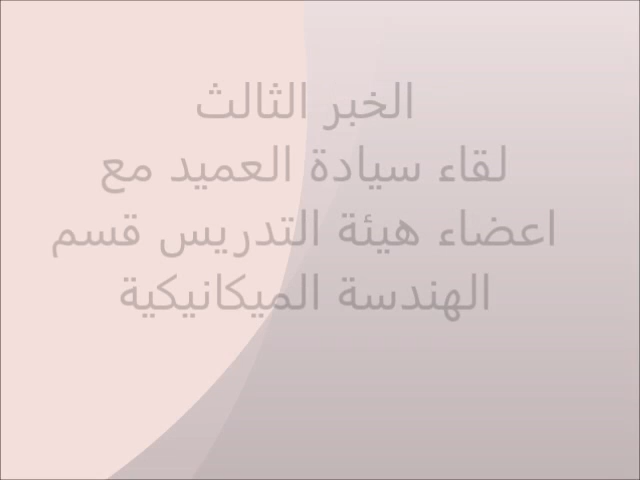 الخبر الثالث
لقاء سيادة العميد مع
اعضاء هيئة التدريس قسم
الهندسة الميكانيكية